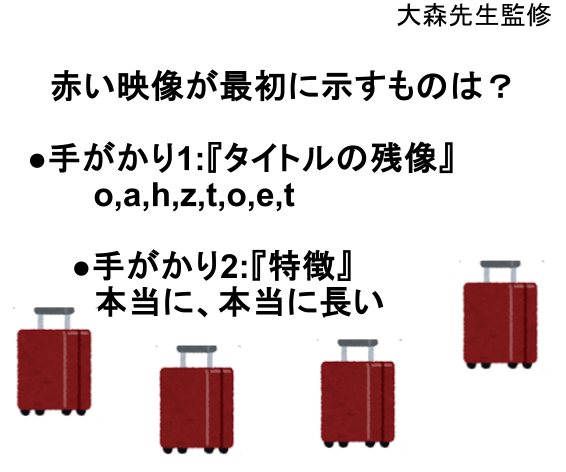 大森先生監修
赤い映像が最初に示すものは？
●手がかり1:『タイトルの残像』
o,a,h,z,t,o,e,t
●手がかり2:『特徴』
本当に、本当に長い